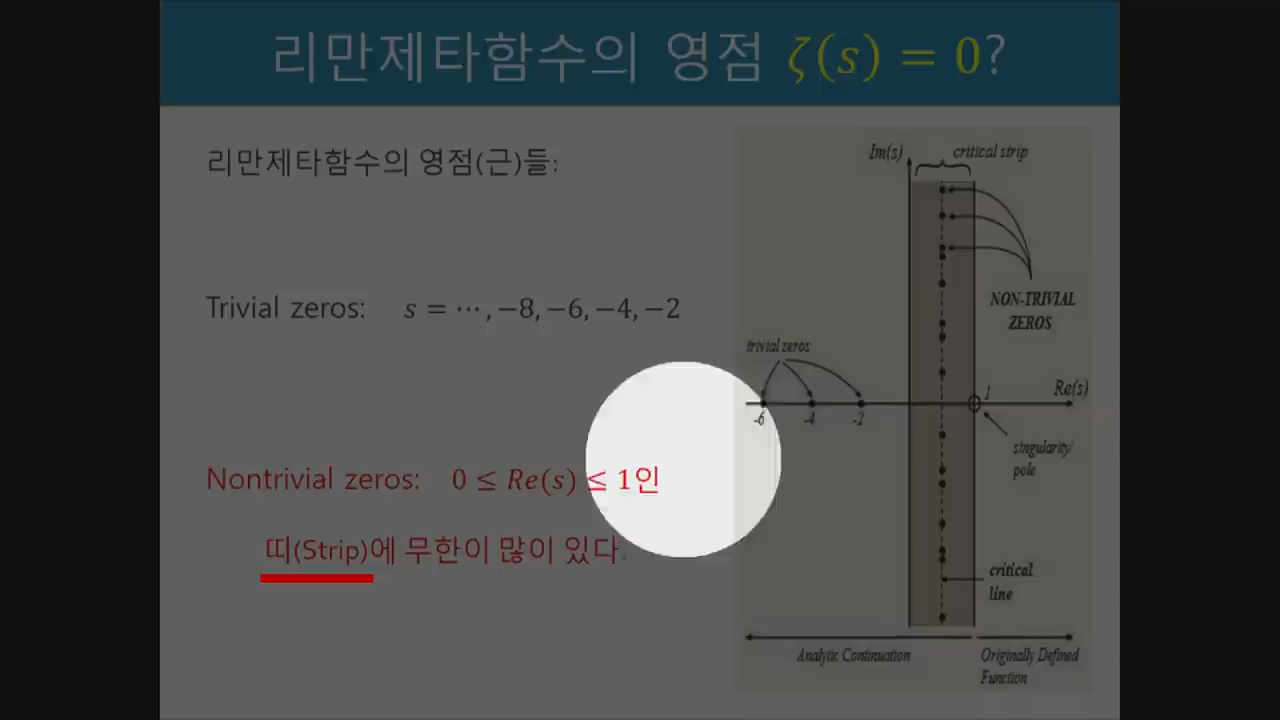 리만제타함수의 영점 ζ(s) = 0?
리만제타함수의 영점(근)들:
Trivial zeros: s = ⋯, −8, −6, −4, −2
Nontrivial zeros: 0 ≤ Re(s) ≤ 1인
띠(Strip)에 무한이 많이 있다.
Im(s)
critical strip
NON-TRIVIAL
ZEROS
trivial zeros
Re(s)
1
-6 -4 -2
singularity/
pole
critical
line
Analytic Continuation
Originally Defined
Function